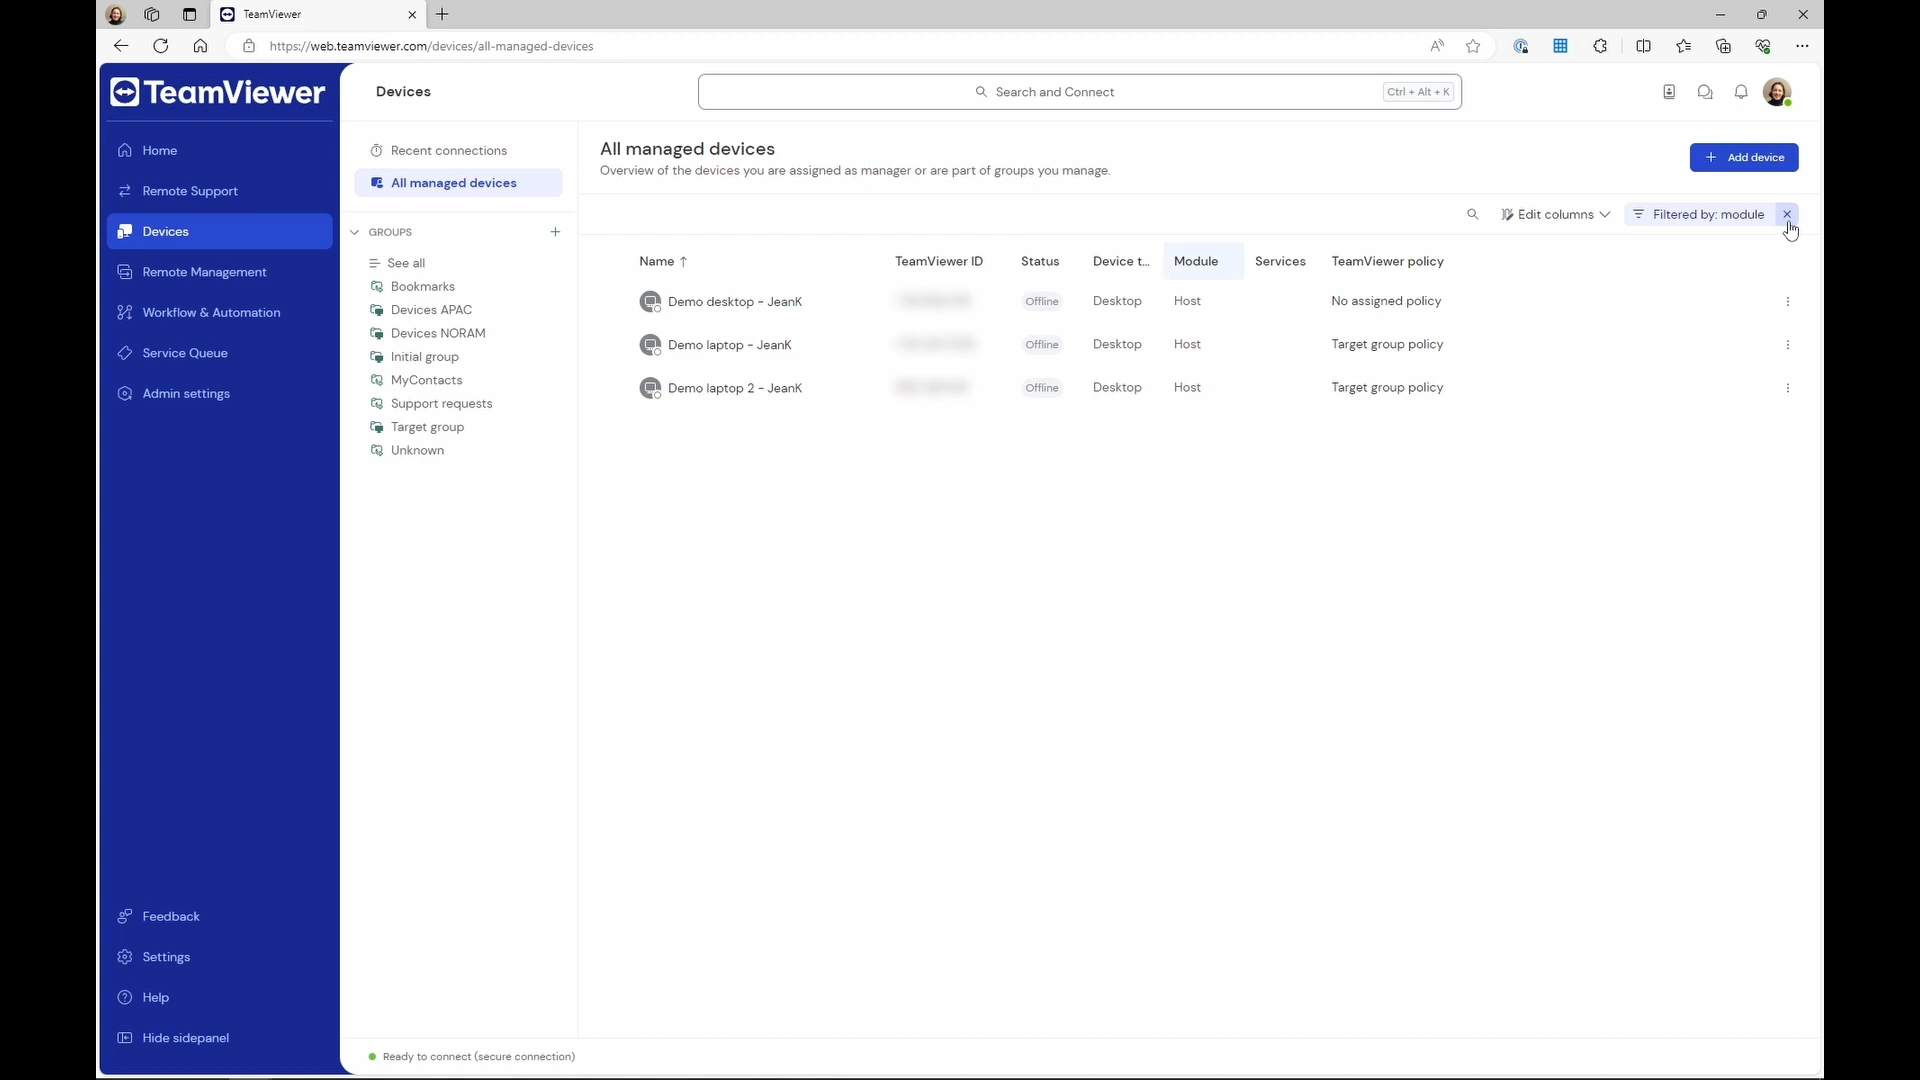 TeamViewer
https://web.teamviewer.com/devices/all-managed-devices
TeamViewer
Devices
Search and Connect
Ctrl + Alt + K
Home
Remote Support
Devices
Remote Management
Workflow & Automation
Service Queue
Admin settings
Feedback
Settings
Help
Hide sidepanel
Recent connections
All managed devices
GROUPS
See all
Bookmarks
Devices APAC
Devices NORAM
Initial group
MyContacts
Support requests
Target group
Unknown
All managed devices
Overview of the devices you are assigned as manager or are part of groups you manage.
Add device
Edit columns
Filtered by: module
Name TeamViewer ID Status Device t... Module Services TeamViewer policy
Demo desktop - JeanK Offline Desktop Host No assigned policy
Demo laptop - JeanK Offline Desktop Host Target group policy
Demo laptop 2 - JeanK Offline Desktop Host Target group policy
Ready to connect (secure connection)